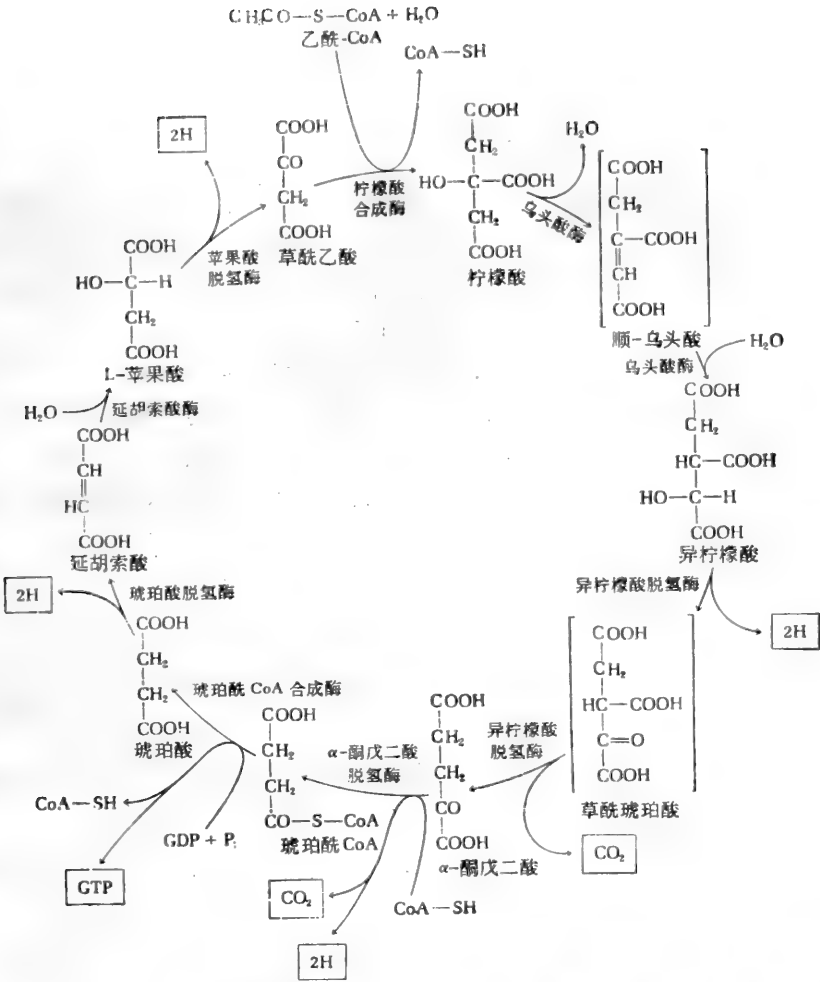 CH₃CO—S—CoA + H₂O
乙酰-CoA
CoA—SH
2H
COOH
CO
CH₂
COOH
草酰乙酸
柠檬酸
合成酶
COOH
CH₂
HO—C—COOH
CH₂
COOH
柠檬酸
H₂O
乌头酸酶
COOH
CH₂
C—COOH
CH
COOH
顺-乌头酸
乌头酸酶
H₂O
COOH
CH₂
HC—COOH
HO—C—H
COOH
异柠檬酸
异柠檬酸脱氢酶
2H
COOH
CH₂
HC—COOH
C=O
COOH
草酰琥珀酸
异柠檬酸
脱氢酶
CO₂
COOH
CH₂
CH₂
CO
COOH
α-酮戊二酸
α-酮戊二酸
脱氢酶
CoA—SH
CO₂
2H
COOH
CH₂
CH₂
CO—S—CoA
琥珀酰CoA
琥珀酰CoA合成酶
GDP + Pi
CoA—SH
GTP
COOH
CH₂
CH₂
COOH
琥珀酸
琥珀酸脱氢酶
2H
COOH
CH
HC
COOH
延胡索酸
延胡索酸酶
H₂O
COOH
HO—C—H
CH₂
COOH
L-苹果酸
苹果酸
脱氢酶